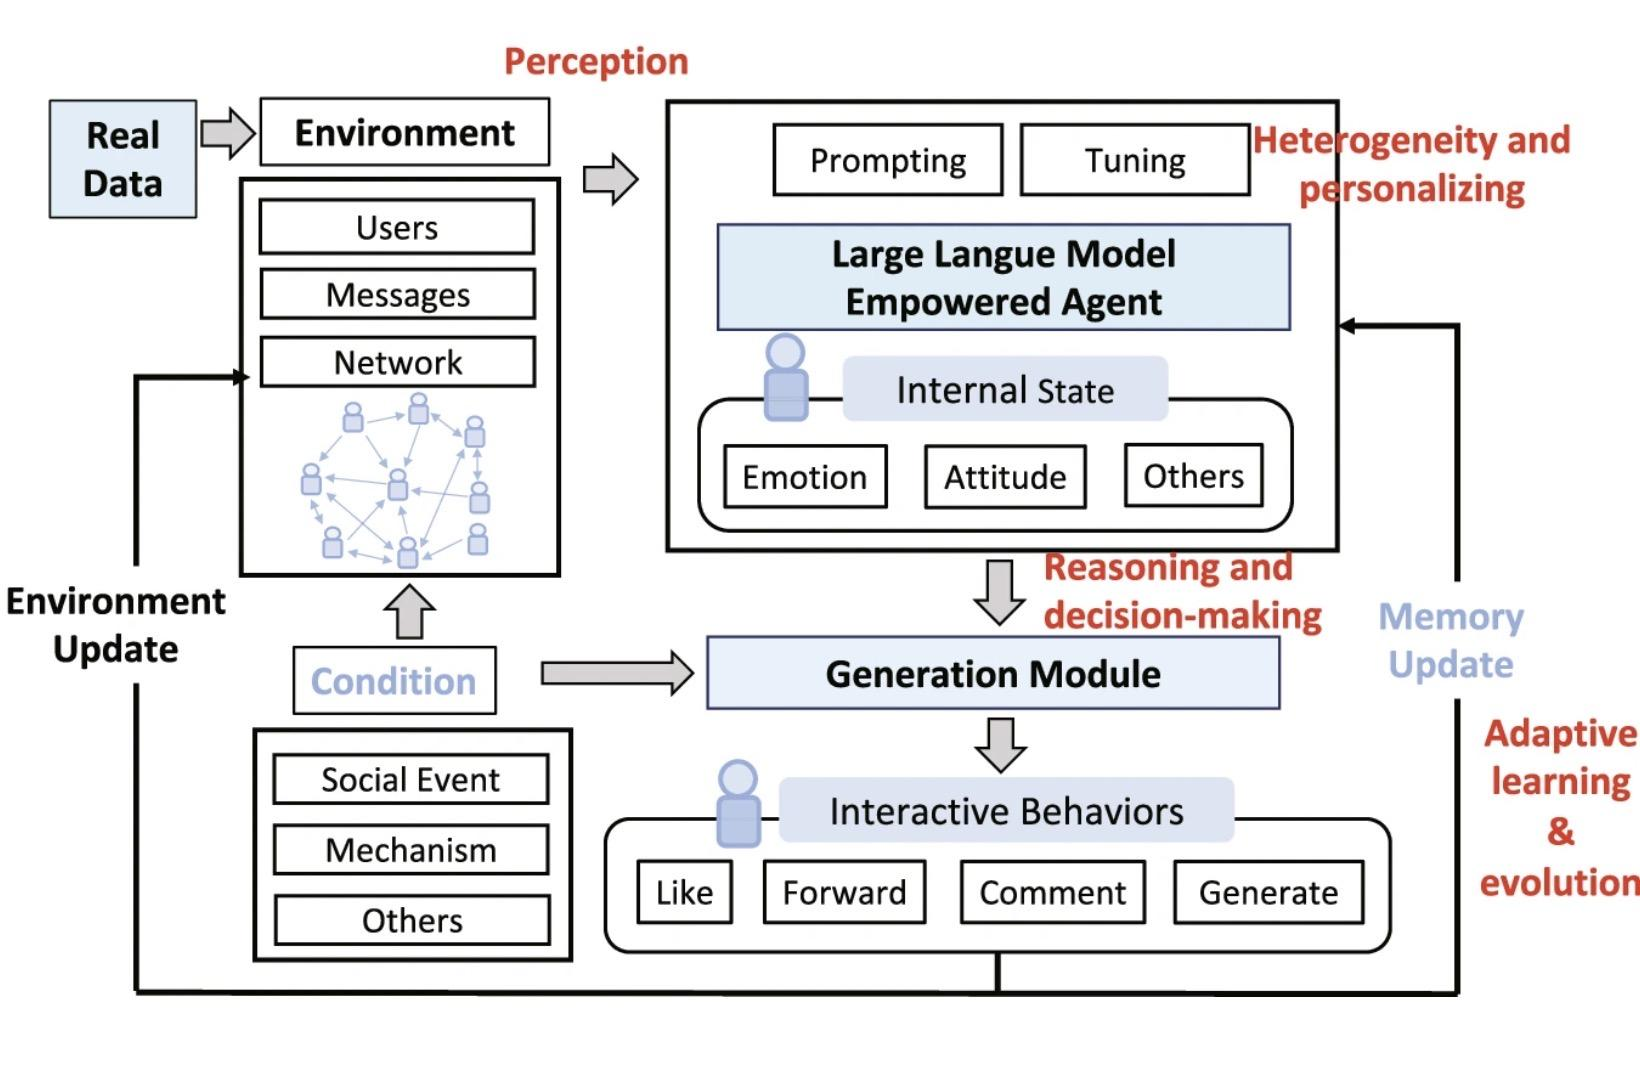 Perception
Real
Data
Environment
Users
Messages
Network
Prompting
Tuning
Heterogeneity and
personalizing
Large Langue Model
Empowered Agent
Internal State
Emotion
Attitude
Others
Reasoning and
decision-making
Environment
Update
Condition
Generation Module
Memory
Update
Social Event
Mechanism
Others
Interactive Behaviors
Like
Forward
Comment
Generate
Adaptive
learning
&
evolution